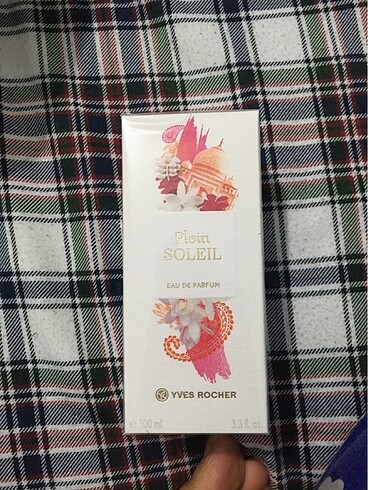 Plein
SOLEIL
EAU DE PARFUM
YVES ROCHER
e 100 ml 3.3 fl. oz.